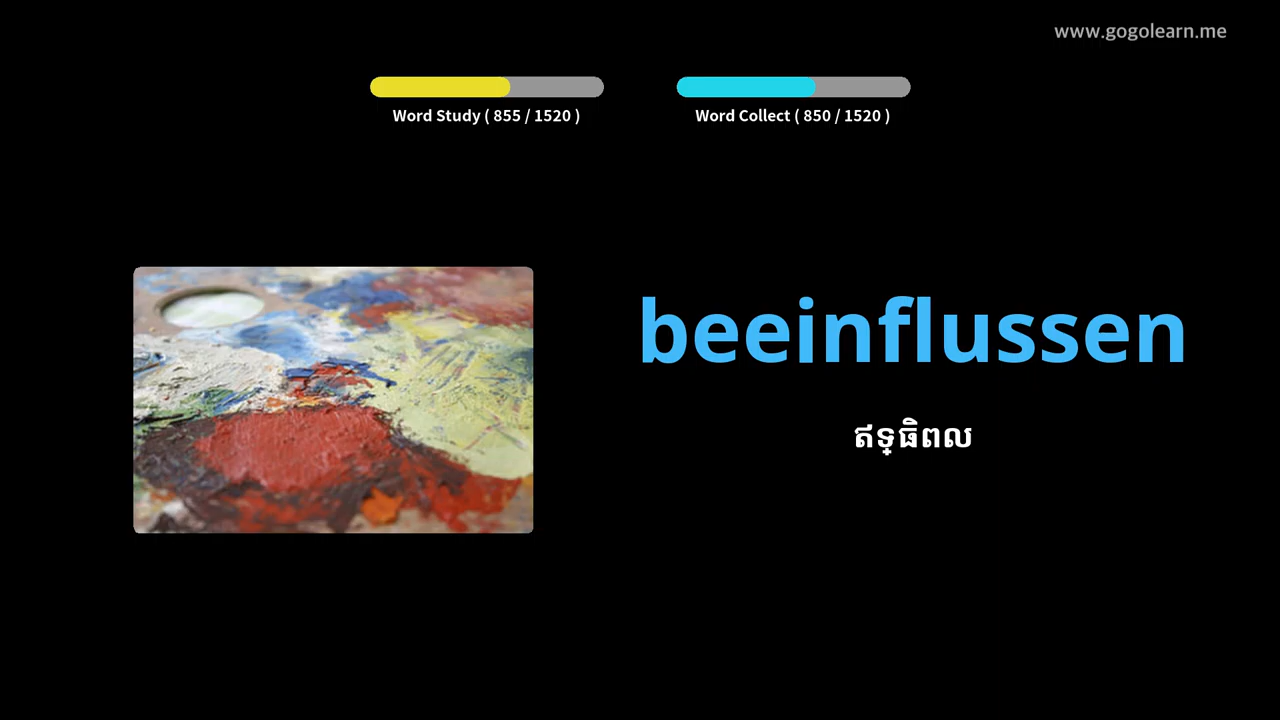 www.gogolearn.me
Word Study ( 855 / 1520 )
Word Collect ( 850 / 1520 )
beeinflussen
ឥទ្ធិពល